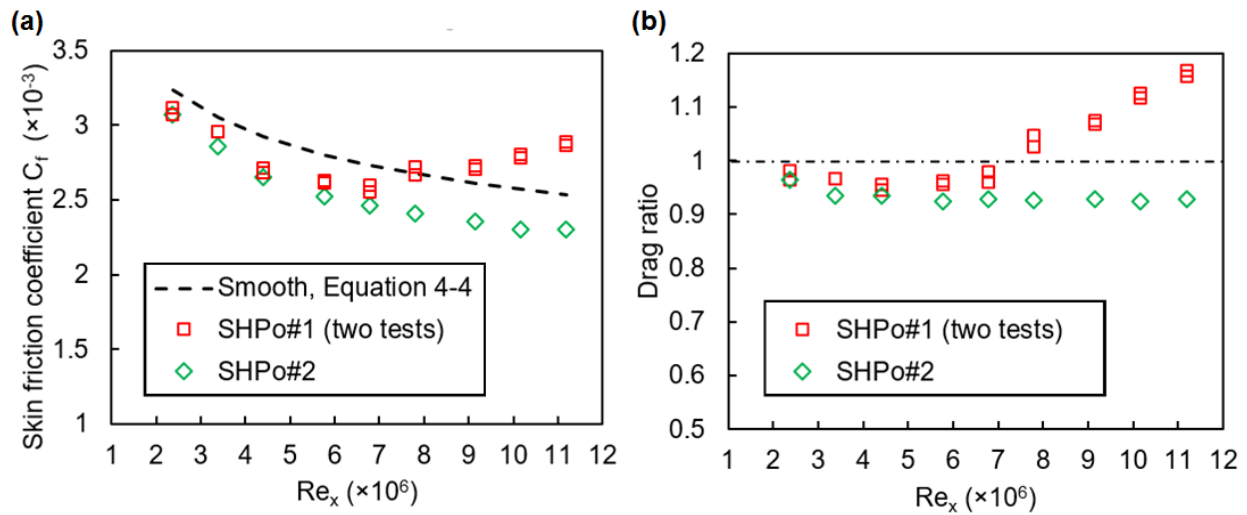 (a)
Skin friction coefficient C_f (×10⁻³)
3.5
3
2.5
2
1.5
1
Smooth, Equation 4-4
SHPo#1 (two tests)
SHPo#2
1 2 3 4 5 6 7 8 9 10 11 12
Re_x (×10⁶)
(b)
Drag ratio
1.2
1.1
1
0.9
0.8
0.7
0.6
0.5
SHPo#1 (two tests)
SHPo#2
1 2 3 4 5 6 7 8 9 10 11 12
Re_x (×10⁶)